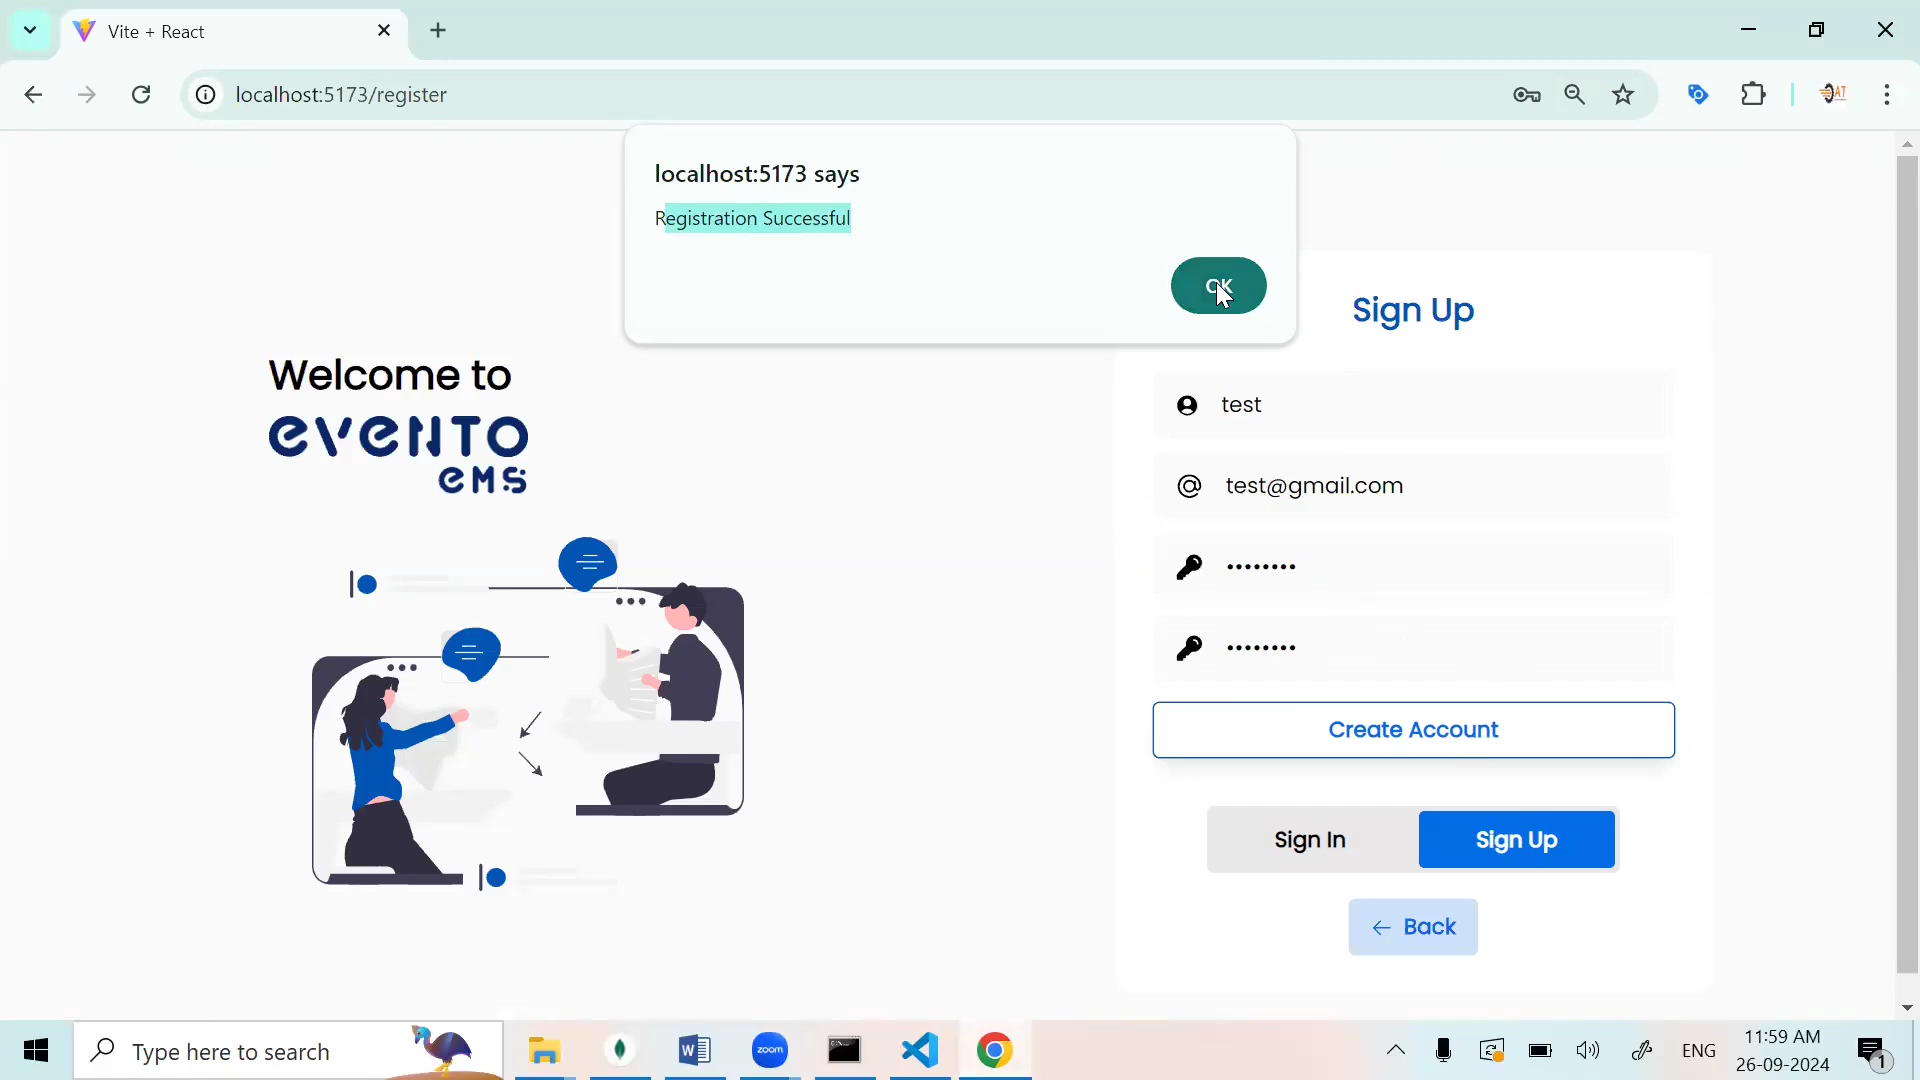 Vite + React
localhost:5173/register
AT
localhost:5173 says
Registration Successful
OK
Sign Up
Welcome to
evento
ems
test
test@gmail.com
Create Account
Sign In
Sign Up
← Back
Type here to search
W
zoom
C:\_
ENG
11:59 AM
26-09-2024
1